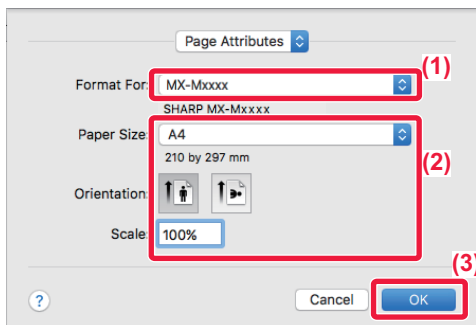 Page Attributes
(1)
Format For: MX-Mxxxx
SHARP MX-Mxxxx
Paper Size: A4
210 by 297 mm
(2)
Orientation:
Scale: 100%
(3)
? Cancel OK